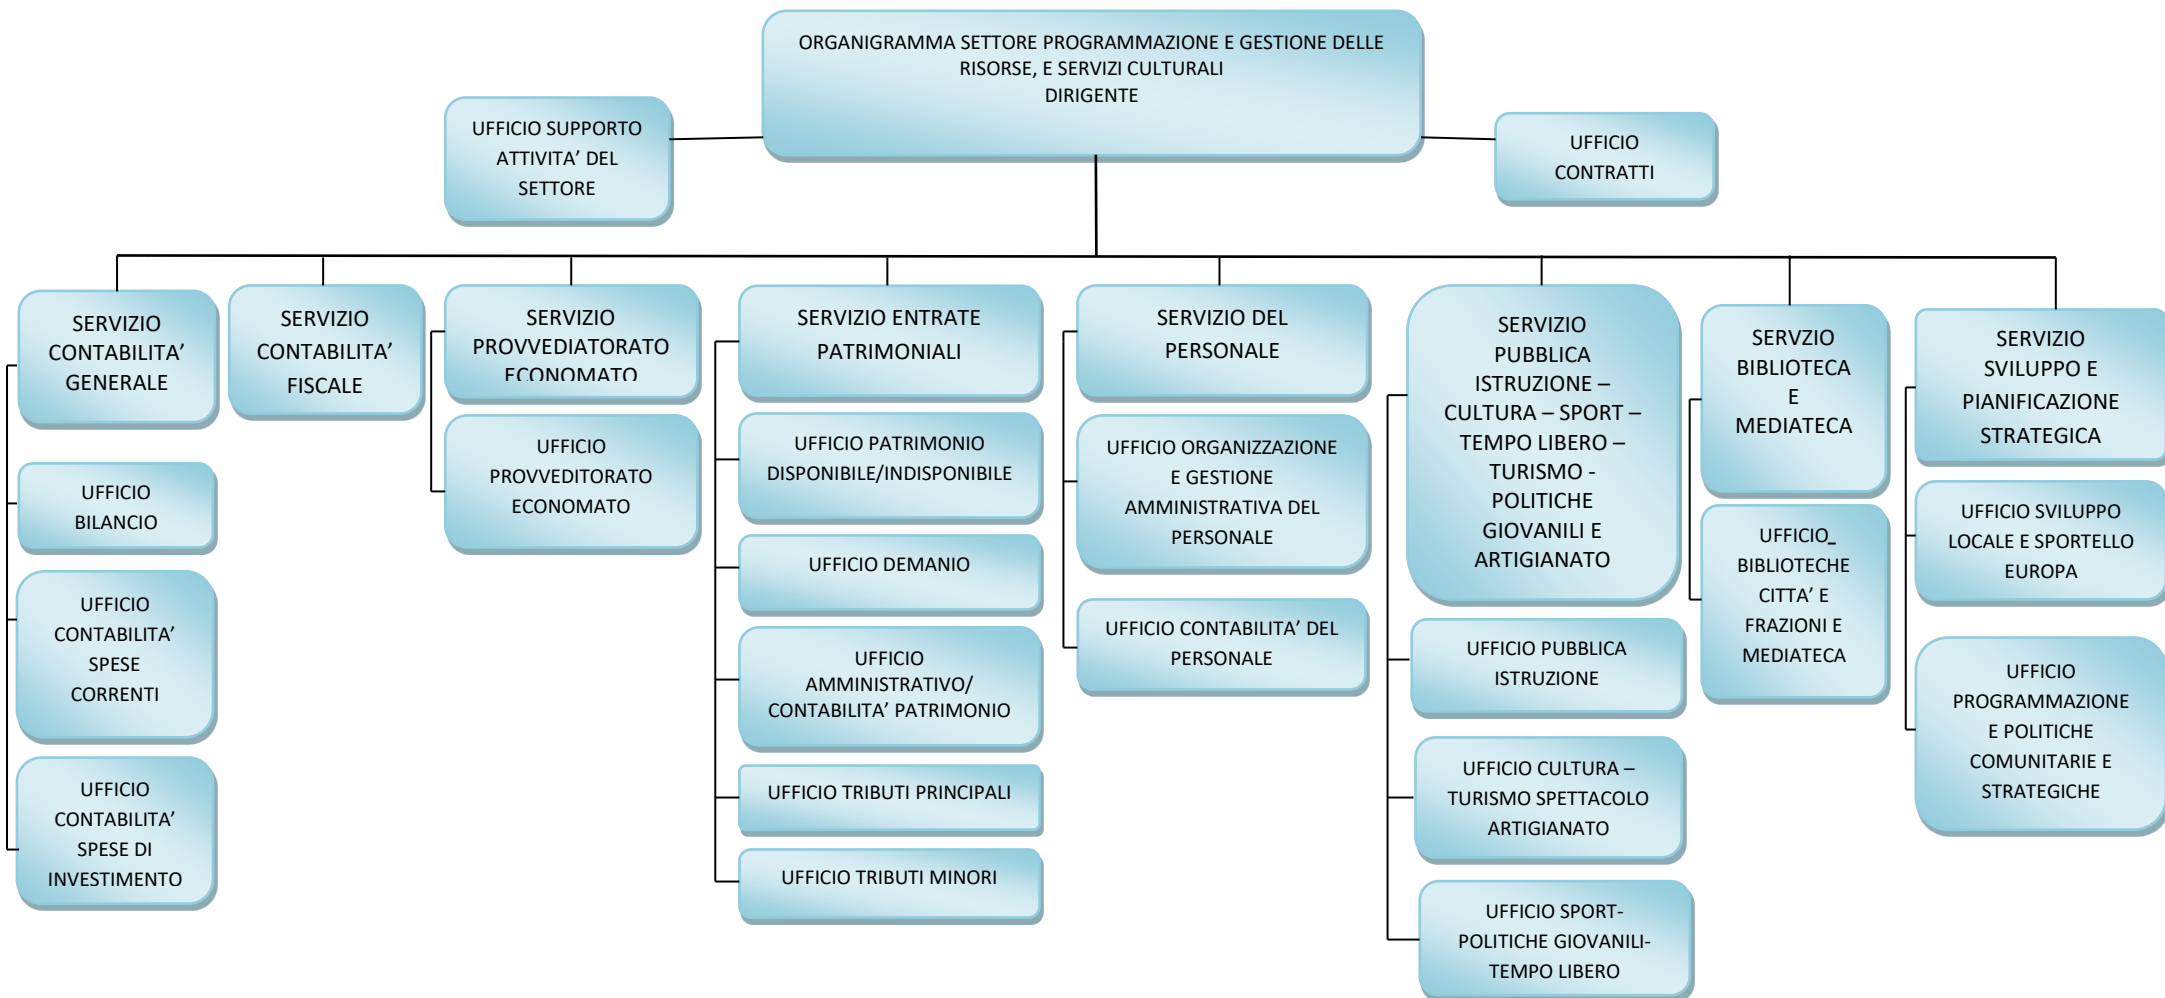 ORGANIGRAMMA SETTORE PROGRAMMAZIONE E GESTIONE DELLE
RISORSE, E SERVIZI CULTURALI
DIRIGENTE
UFFICIO SUPPORTO
ATTIVITA’ DEL
SETTORE
UFFICIO
CONTRATTI
SERVIZIO
CONTABILITA’
GENERALE
UFFICIO
BILANCIO
UFFICIO
CONTABILITA’
SPESE
CORRENTI
UFFICIO
CONTABILITA’
SPESE DI
INVESTIMENTO
SERVIZIO
CONTABILITA’
FISCALE
SERVIZIO
PROVVEDIATORATO
ECONOMATO
UFFICIO
PROVVEDITORATO
ECONOMATO
SERVIZIO ENTRATE
PATRIMONIALI
UFFICIO PATRIMONIO
DISPONIBILE/INDISPONIBILE
UFFICIO DEMANIO
UFFICIO
AMMINISTRATIVO/
CONTABILITA’ PATRIMONIO
UFFICIO TRIBUTI PRINCIPALI
UFFICIO TRIBUTI MINORI
SERVIZIO DEL
PERSONALE
UFFICIO ORGANIZZAZIONE
E GESTIONE
AMMINISTRATIVA DEL
PERSONALE
UFFICIO CONTABILITA’ DEL
PERSONALE
SERVIZIO
PUBBLICA
ISTRUZIONE –
CULTURA – SPORT –
TEMPO LIBERO –
TURISMO -
POLITICHE
GIOVANILI E
ARTIGIANATO
UFFICIO PUBBLICA
ISTRUZIONE
UFFICIO CULTURA –
TURISMO SPETTACOLO
ARTIGIANATO
UFFICIO SPORT-
POLITICHE GIOVANILI-
TEMPO LIBERO
SERVZIO
BIBLIOTECA
E
MEDIATECA
UFFICIO_
BIBLIOTECHE
CITTA’ E
FRAZIONI E
MEDIATECA
SERVIZIO
SVILUPPO E
PIANIFICAZIONE
STRATEGICA
UFFICIO SVILUPPO
LOCALE E SPORTELLO
EUROPA
UFFICIO
PROGRAMMAZIONE
E POLITICHE
COMUNITARIE E
STRATEGICHE